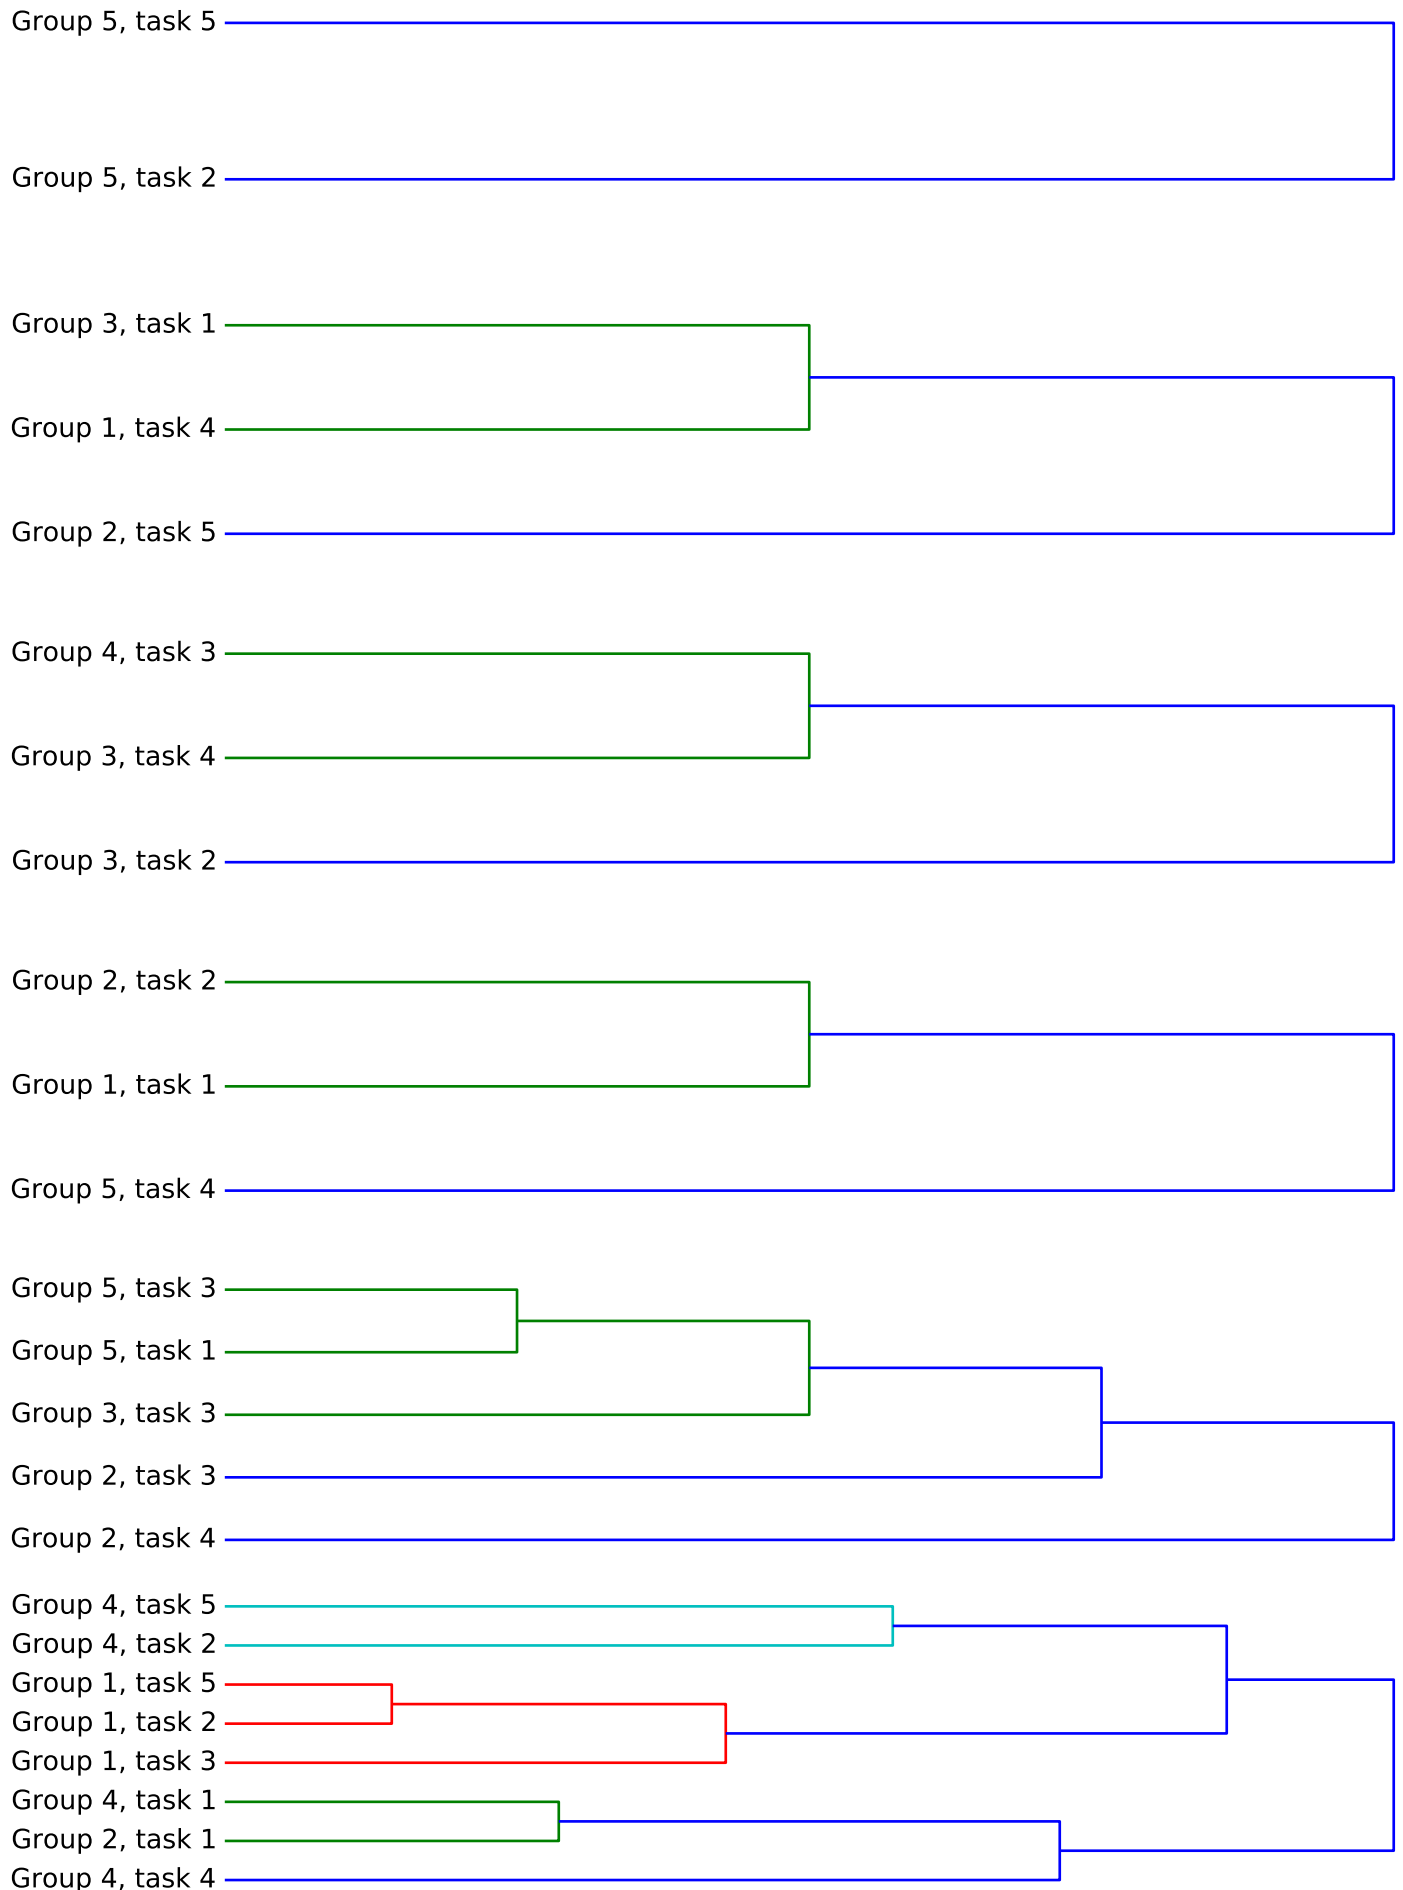 Group 5, task 5
Group 5, task 2
Group 3, task 1
Group 1, task 4
Group 2, task 5
Group 4, task 3
Group 3, task 4
Group 3, task 2
Group 2, task 2
Group 1, task 1
Group 5, task 4
Group 5, task 3
Group 5, task 1
Group 3, task 3
Group 2, task 3
Group 2, task 4
Group 4, task 5
Group 4, task 2
Group 1, task 5
Group 1, task 2
Group 1, task 3
Group 4, task 1
Group 2, task 1
Group 4, task 4